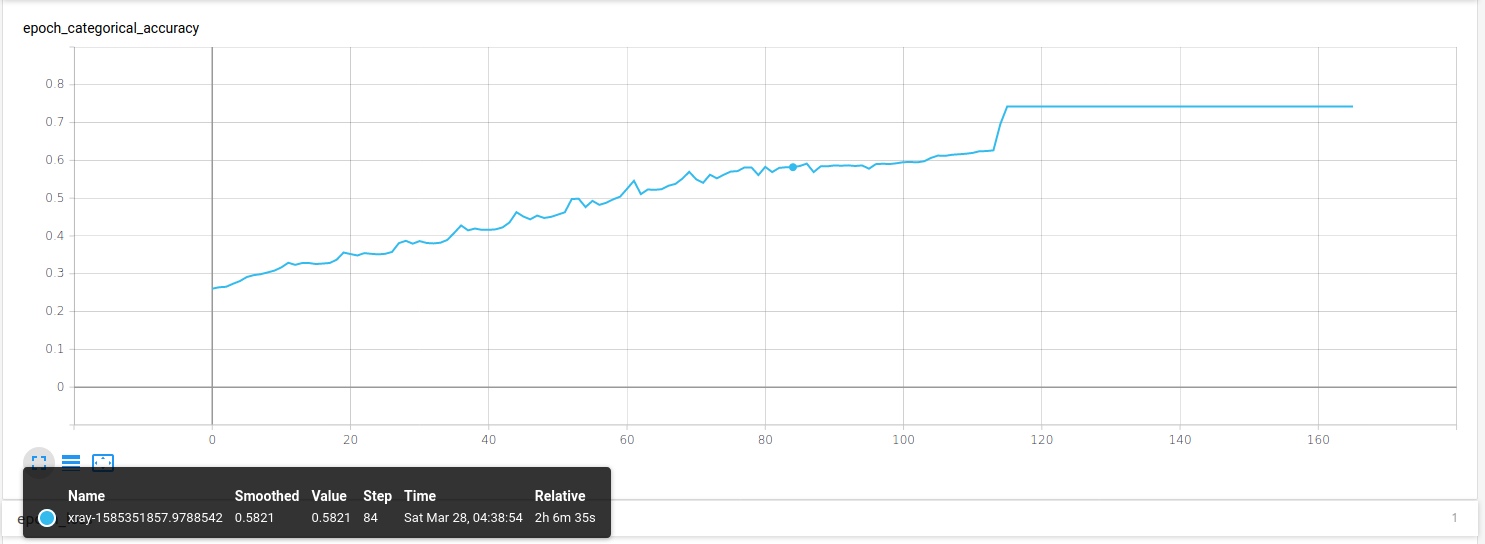 epoch_categorical_accuracy
0.8
0.7
0.6
0.5
0.4
0.3
0.2
0.1
0
0 20 40 60 80 100 120 140 160
Name Smoothed Value Step Time Relative
xray-1585351857.9788542 0.5821 0.5821 84 Sat Mar 28, 04:38:54 2h 6m 35s
1